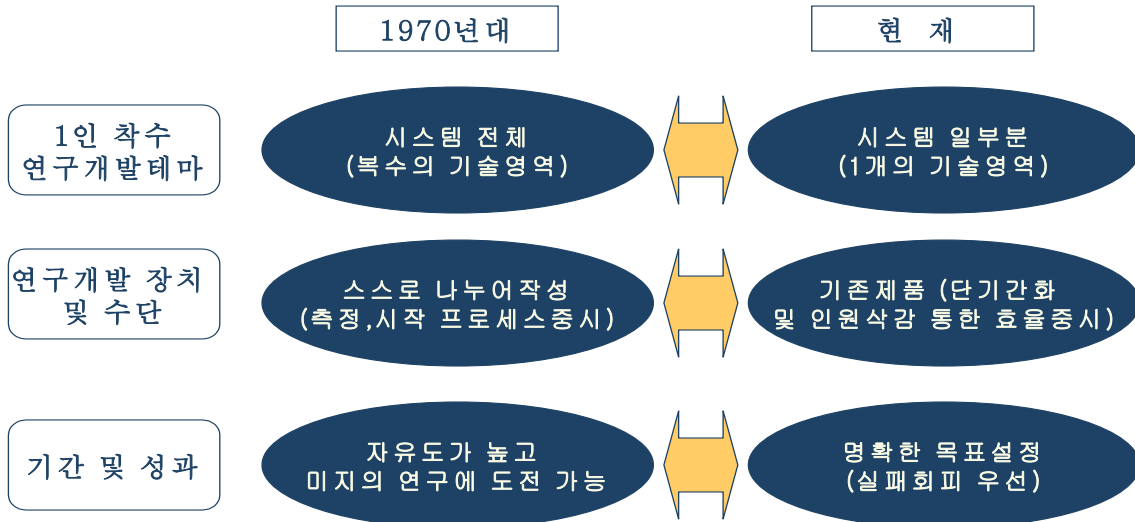 1970년대
현 재
1인 착수
연구개발테마
시스템 전체
(복수의 기술영역)
시스템 일부분
(1개의 기술영역)
연구개발 장치
및 수단
스스로 나누어작성
(측정,시작 프로세스중시)
기존제품 (단기간화
및 인원삭감 통한 효율중시)
기간 및 성과
자유도가 높고
미지의 연구에 도전 가능
명확한 목표설정
(실패회피 우선)